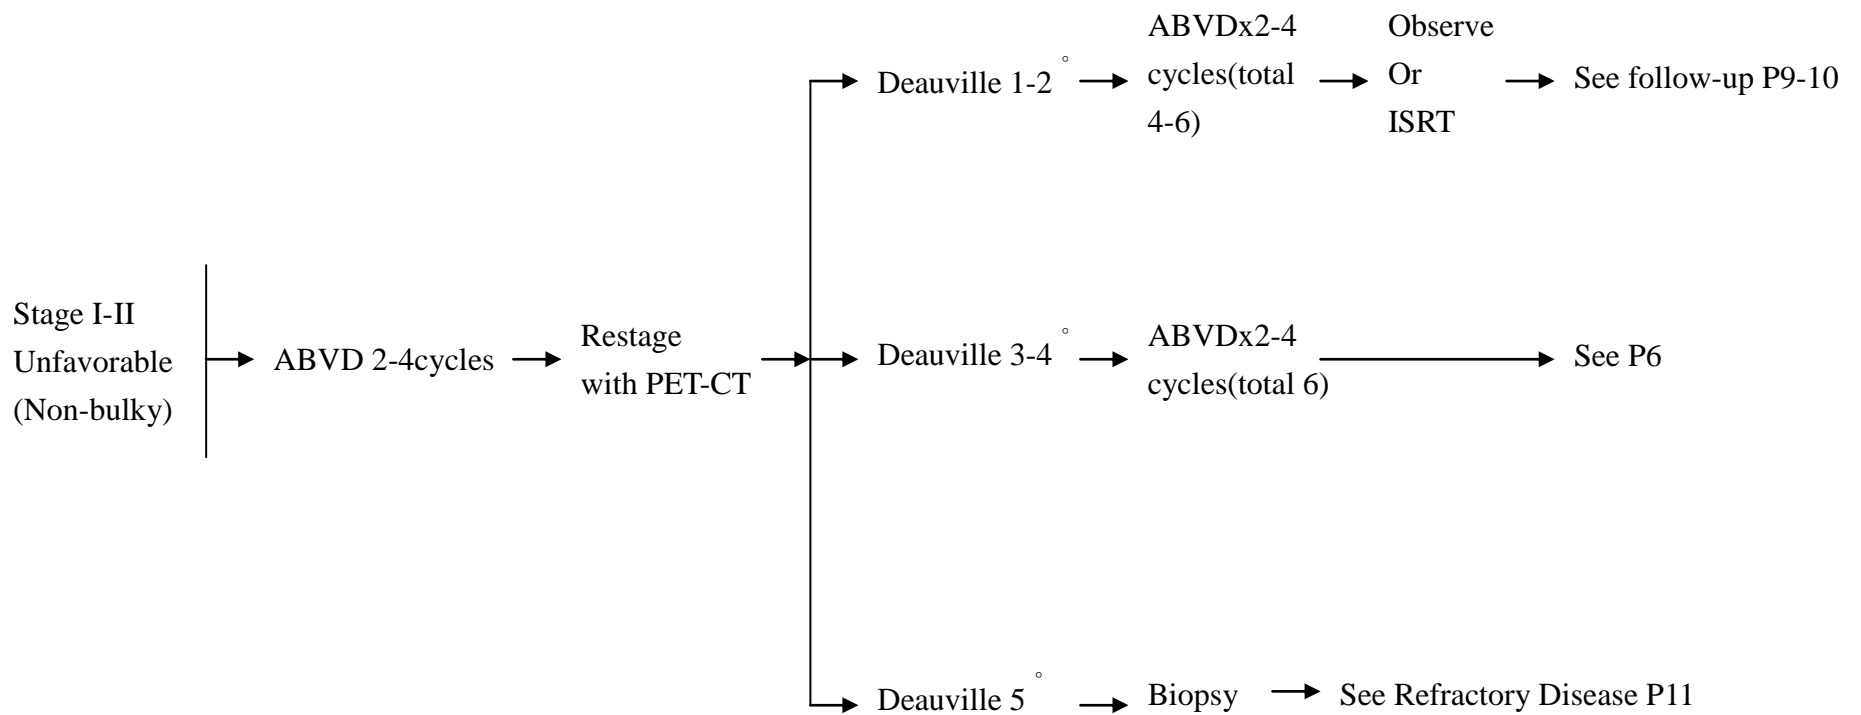 Stage I-II
Unfavorable
(Non-bulky)
ABVD 2-4cycles
Restage
with PET-CT
Deauville 1-2°
ABVDx2-4
cycles(total
4-6)
Observe
Or
ISRT
See follow-up P9-10
Deauville 3-4°
ABVDx2-4
cycles(total 6)
See P6
Deauville 5°
Biopsy
See Refractory Disease P11